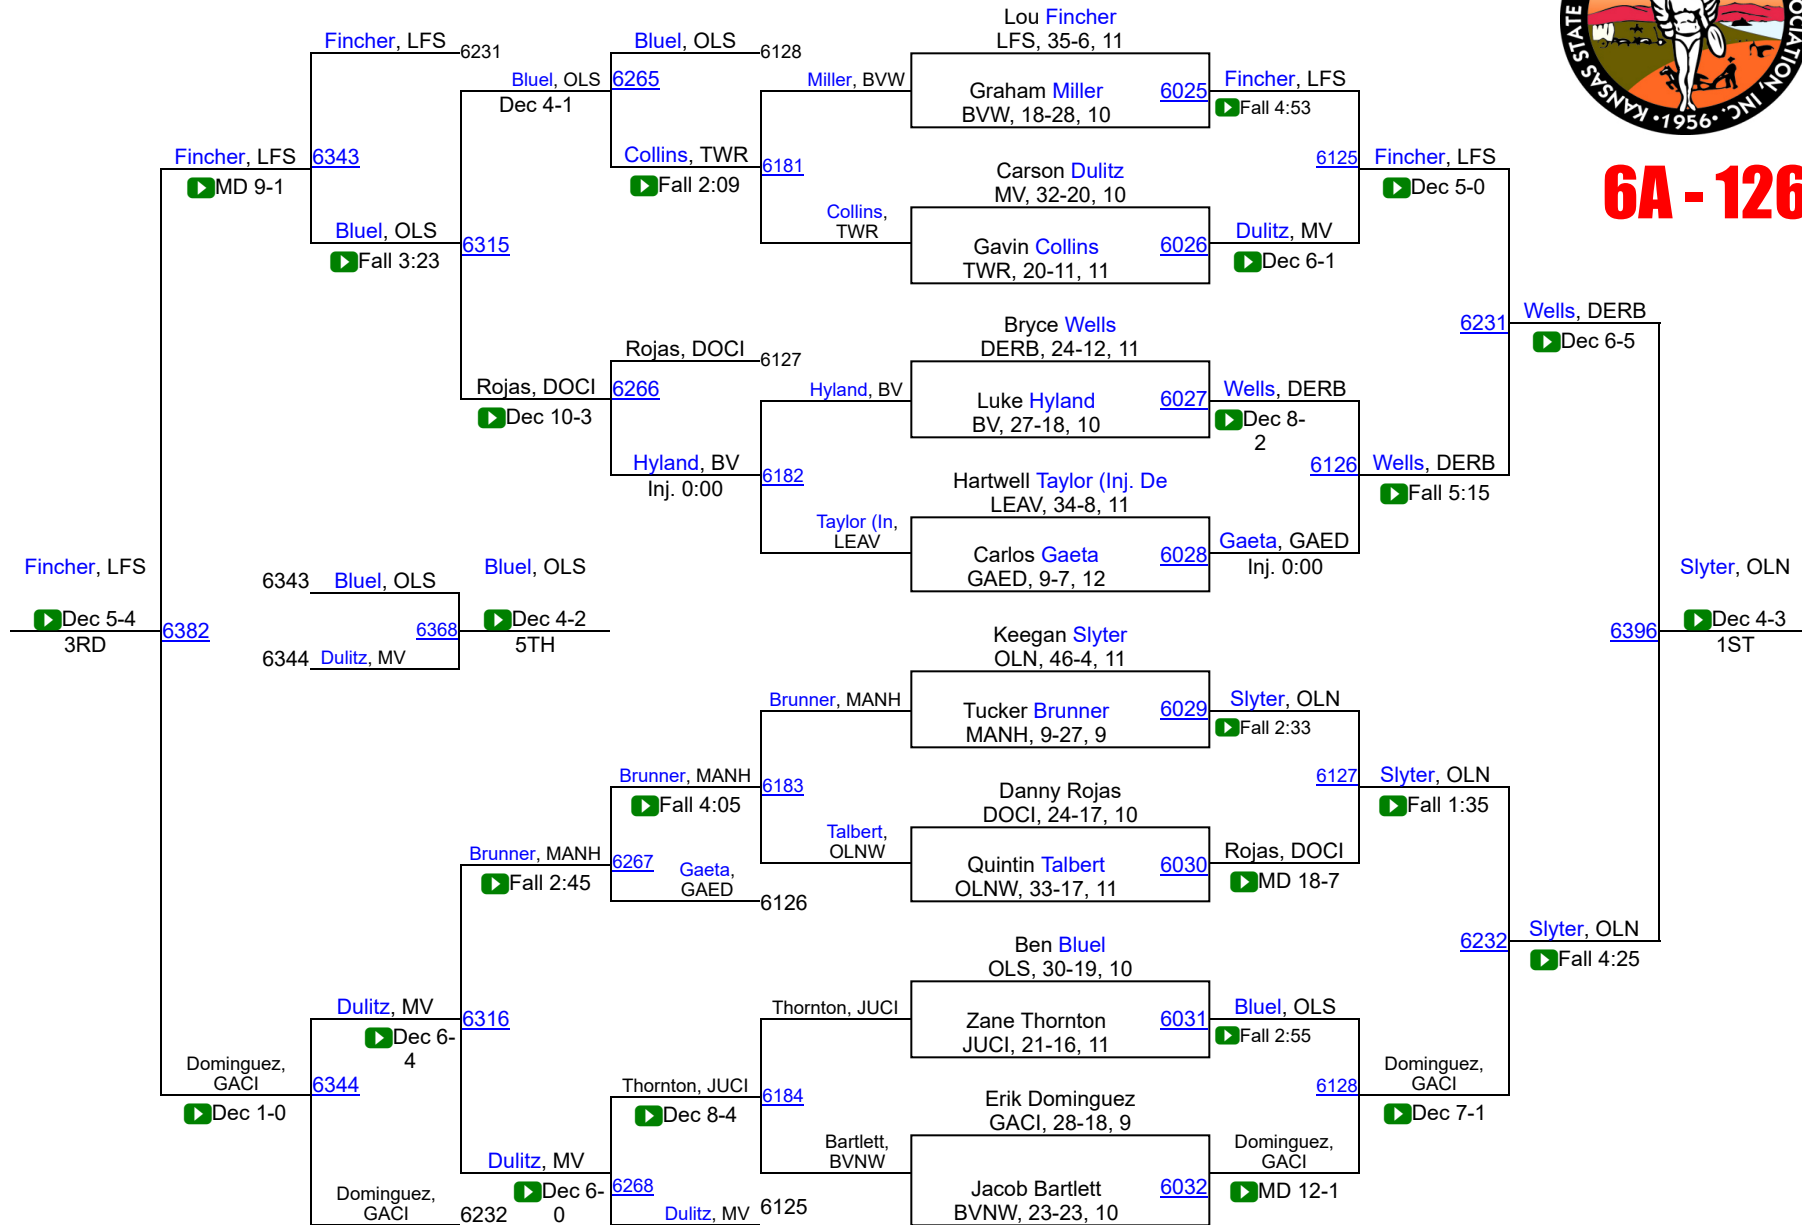 Fincher, LFS
6231
Bluel, OLS
6128
Bluel, OLS
6265
Dec 4-1
Miller, BVW
Lou Fincher
LFS, 35-6, 11
Graham Miller
BVW, 18-28, 10
6025
Fincher, LFS
Fall 4:53
KANSAS STATE
OCIATION, INC.
•1956•
6A - 126
Fincher, LFS
6343
MD 9-1
Collins, TWR
6181
Fall 2:09
Carson Dulitz
MV, 32-20, 10
6125
Fincher, LFS
Dec 5-0
Bluel, OLS
6315
Fall 3:23
Collins,
TWR
Gavin Collins
TWR, 20-11, 11
6026
Dulitz, MV
Dec 6-1
Rojas, DOCI
6127
Bryce Wells
DERB, 24-12, 11
6231
Wells, DERB
Dec 6-5
Rojas, DOCI
6266
Dec 10-3
Hyland, BV
Luke Hyland
BV, 27-18, 10
6027
Wells, DERB
Dec 8-
2
Hyland, BV
6182
Inj. 0:00
Hartwell Taylor (Inj. De
LEAV, 34-8, 11
6126
Wells, DERB
Fall 5:15
Taylor (In,
LEAV
Carlos Gaeta
GAED, 9-7, 12
6028
Gaeta, GAED
Inj. 0:00
Fincher, LFS
Dec 5-4
3RD
6382
6343
Bluel, OLS
6368
6344
Dulitz, MV
Bluel, OLS
Dec 4-2
5TH
Keegan Slyter
OLN, 46-4, 11
6396
Slyter, OLN
Dec 4-3
1ST
Brunner, MANH
Tucker Brunner
MANH, 9-27, 9
6029
Slyter, OLN
Fall 2:33
Brunner, MANH
6183
Fall 4:05
Danny Rojas
DOCI, 24-17, 10
6127
Slyter, OLN
Fall 1:35
Brunner, MANH
6267
Fall 2:45
Gaeta,
GAED
6126
Talbert,
OLNW
Quintin Talbert
OLNW, 33-17, 11
6030
Rojas, DOCI
MD 18-7
Ben Bluel
OLS, 30-19, 10
6232
Slyter, OLN
Fall 4:25
Dulitz, MV
6316
Dec 6-
4
Thornton, JUCI
Zane Thornton
JUCI, 21-16, 11
6031
Bluel, OLS
Fall 2:55
Dominguez,
GACI
6344
Dec 1-0
Thornton, JUCI
6184
Dec 8-4
Erik Dominguez
GACI, 28-18, 9
6128
Dominguez,
GACI
Dec 7-1
Dulitz, MV
6268
Dec 6-
0
Bartlett,
BVNW
Jacob Bartlett
BVNW, 23-23, 10
6032
Dominguez,
GACI
MD 12-1
Dominguez,
GACI
6232
Dulitz, MV
6125